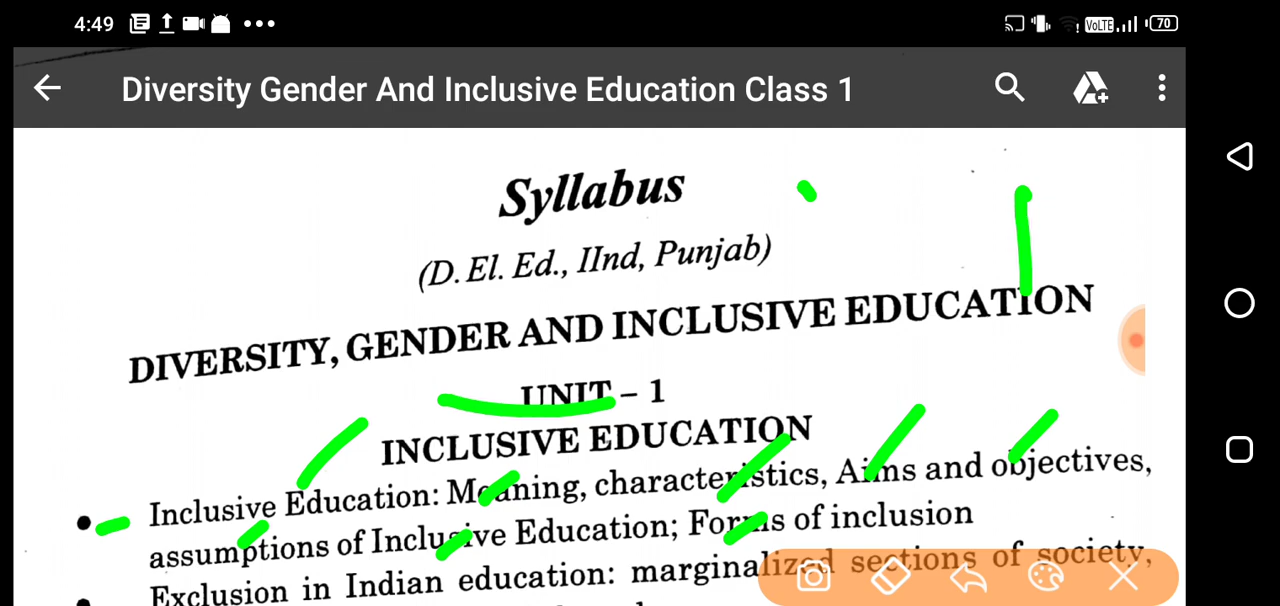 4:49
VoLTE
70
Diversity Gender And Inclusive Education Class 1
Syllabus
(D. El. Ed., IInd, Punjab)
DIVERSITY, GENDER AND INCLUSIVE EDUCATION
UNIT – 1
INCLUSIVE EDUCATION
• Inclusive Education: Meaning, characteristics, Aims and objectives,
assumptions of Inclusive Education; Forms of inclusion
• Exclusion in Indian education: marginalized sections of society,